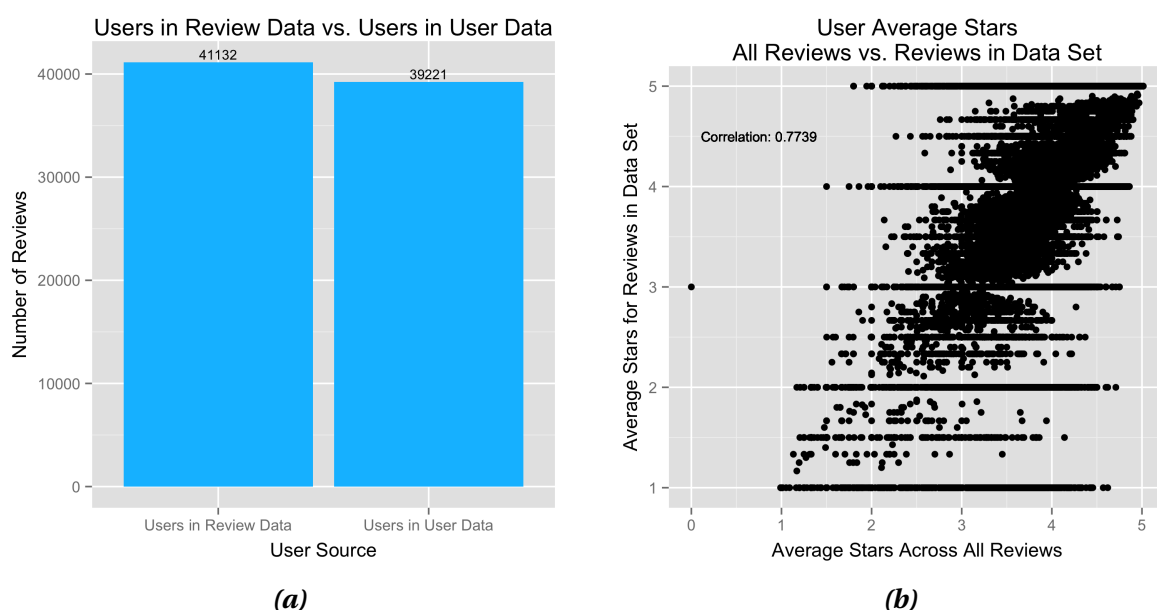 Users in Review Data vs. Users in User Data
41132
39221
40000
30000
20000
10000
0
Number of Reviews
Users in Review Data
Users in User Data
User Source
(a)
User Average Stars
All Reviews vs. Reviews in Data Set
Correlation: 0.7739
5
4
3
2
1
Average Stars for Reviews in Data Set
0 1 2 3 4 5
Average Stars Across All Reviews
(b)